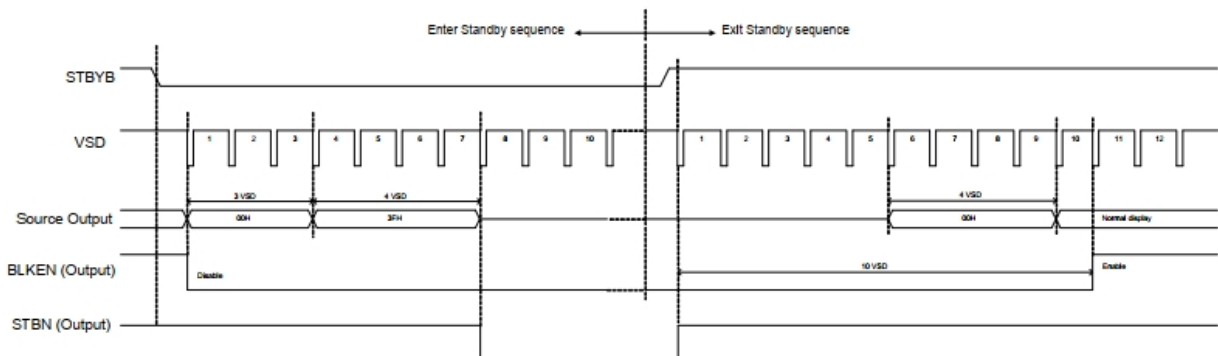 Enter Standby sequence
Exit Standby sequence
STBYB
VSD
1 2 3 4 5 6 7 8 9 10 1 2 3 4 5 6 7 8 9 10 11 12
3 VSD
4 VSD
4 VSD
Source Output
00H
3FH
00H
Normal display
BLKEN (Output)
Disable
10 VSD
Enable
STBN (Output)